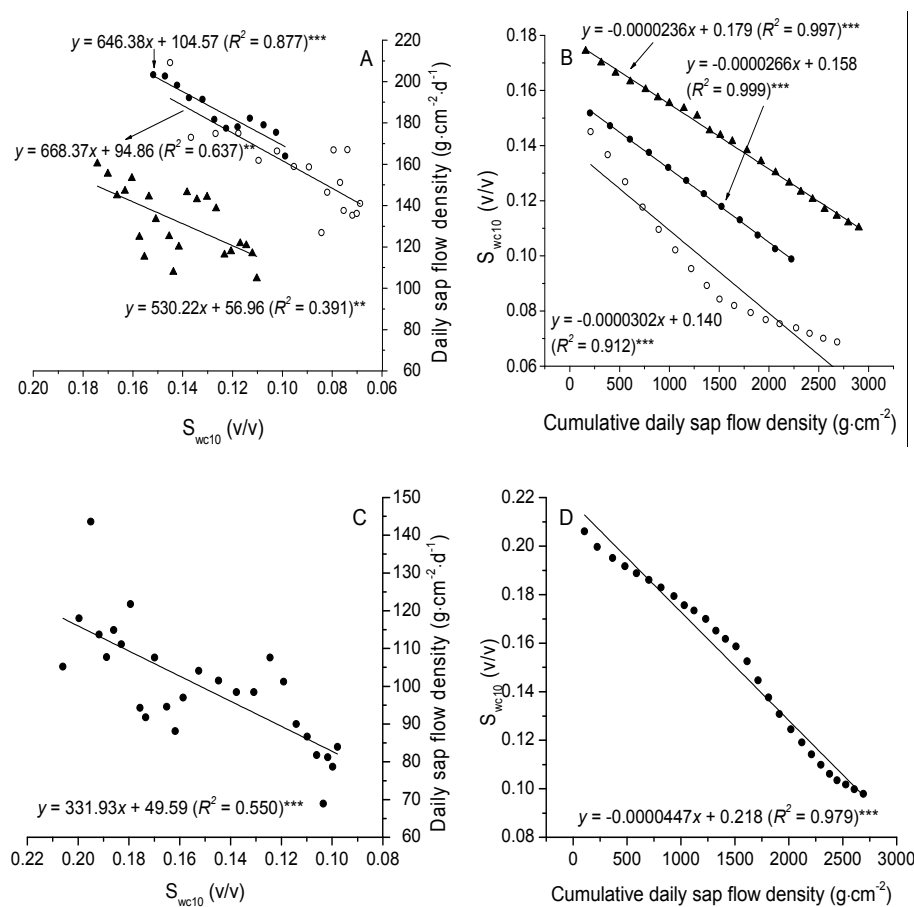 A
y = 646.38x + 104.57 (R² = 0.877)***
y = 668.37x + 94.86 (R² = 0.637)**
y = 530.22x + 56.96 (R² = 0.391)**
220
200
180
160
140
120
100
80
60
Daily sap flow density (g·cm⁻²·d⁻¹)
0.20 0.18 0.16 0.14 0.12 0.10 0.08 0.06
S_wc10 (v/v)
B
y = -0.0000236x + 0.179 (R² = 0.997)***
y = -0.0000266x + 0.158
(R² = 0.999)***
y = -0.0000302x + 0.140
(R² = 0.912)***
0.18
0.16
0.14
0.12
0.10
0.08
0.06
S_wc10 (v/v)
0 500 1000 1500 2000 2500 3000
Cumulative daily sap flow density (g·cm⁻²)
C
y = 331.93x + 49.59 (R² = 0.550)***
150
140
130
120
110
100
90
80
70
60
Daily sap flow density (g·cm⁻²·d⁻¹)
0.22 0.20 0.18 0.16 0.14 0.12 0.10 0.08
S_wc10 (v/v)
D
y = -0.0000447x + 0.218 (R² = 0.979)***
0.22
0.20
0.18
0.16
0.14
0.12
0.10
0.08
S_wc10 (v/v)
0 500 1000 1500 2000 2500 3000
Cumulative daily sap flow density (g·cm⁻²)